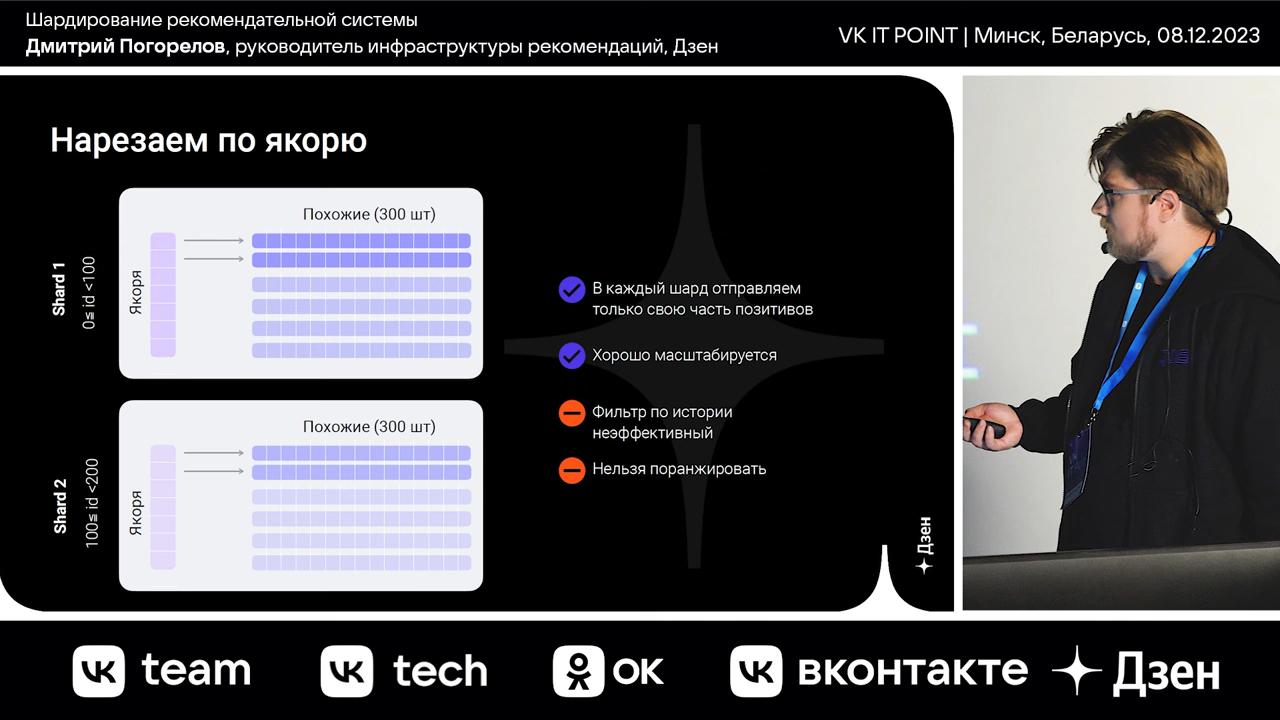 Шардирование рекомендательной системы
Дмитрий Погорелов, руководитель инфраструктуры рекомендаций, Дзен
VK IT POINT | Минск, Беларусь, 08.12.2023
Нарезаем по якорю
Shard 1
0≤ id <100
Якоря
Похожие (300 шт)
Shard 2
100≤ id <200
Якоря
Похожие (300 шт)
В каждый шард отправляем
только свою часть позитивов
Хорошо масштабируется
Фильтр по истории
неэффективный
Нельзя поранжировать
Дзен
VK team
VK tech
ОК
VK вконтакте
Дзен